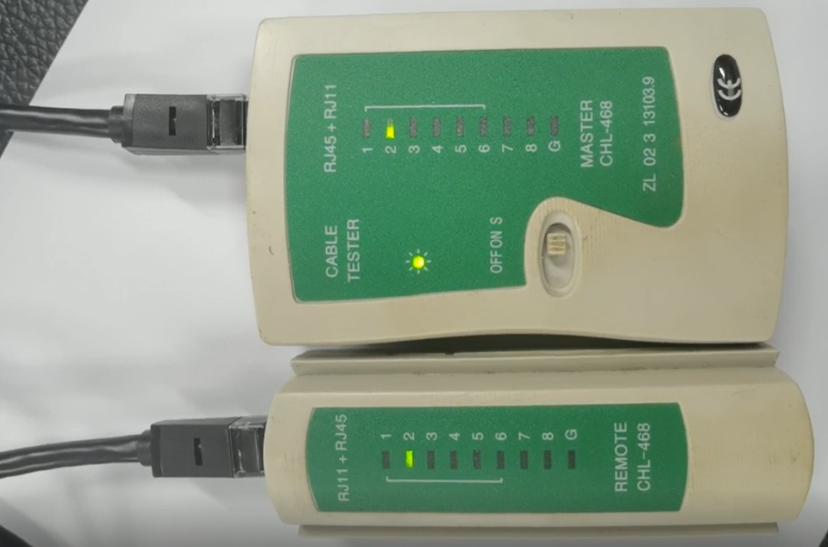 RJ45 + RJ11
1 2 3 4 5 6 7 8 G
MASTER
CHL-468
ZL 02 3 13103.9
CE
CABLE
TESTER
OFF ON S
RJ11 + RJ45
1 2 3 4 5 6 7 8 G
REMOTE
CHL-468